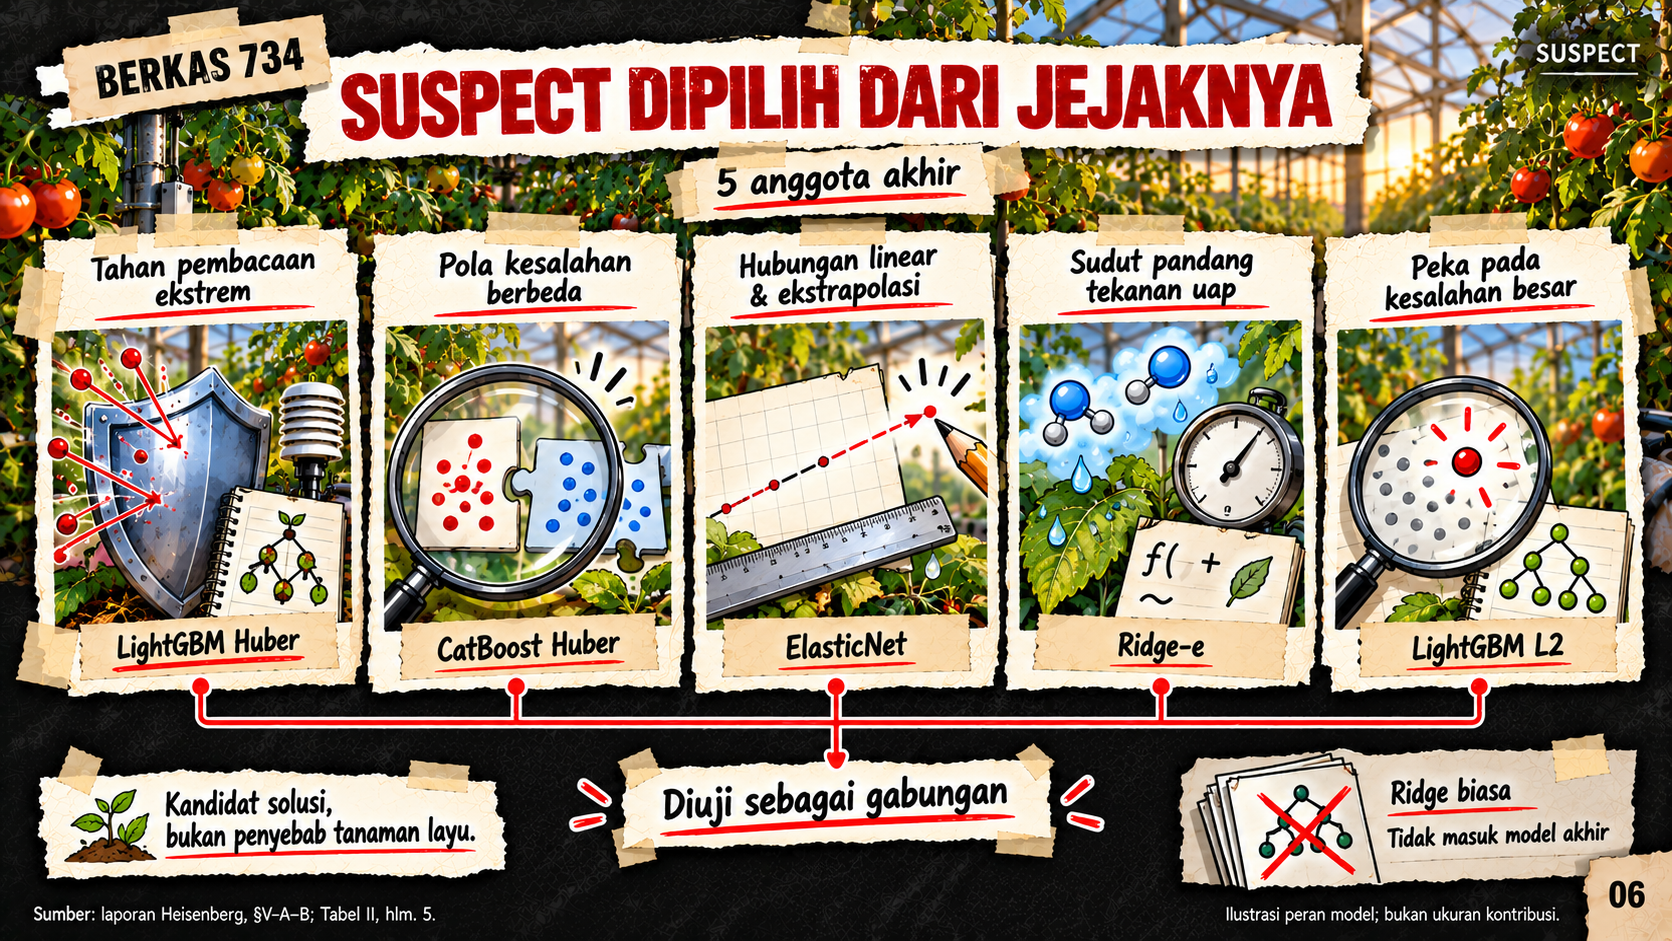 BERKAS 734
SUSPECT DIPILIH DARI JEJAKNYA
SUSPECT
5 anggota akhir
Tahan pembacaan
ekstrem
LightGBM Huber
Pola kesalahan
berbeda
CatBoost Huber
Hubungan linear
& ekstrapolasi
ElasticNet
Sudut pandang
tekanan uap
f( +
~
Ridge-e
Peka pada
kesalahan besar
LightGBM L2
Kandidat solusi,
bukan penyebab tanaman layu.
Diuji sebagai gabungan
Ridge biasa
Tidak masuk model akhir
Sumber: laporan Heisenberg, §V–A–B; Tabel II, hlm. 5.
Ilustrasi peran model; bukan ukuran kontribusi.
06